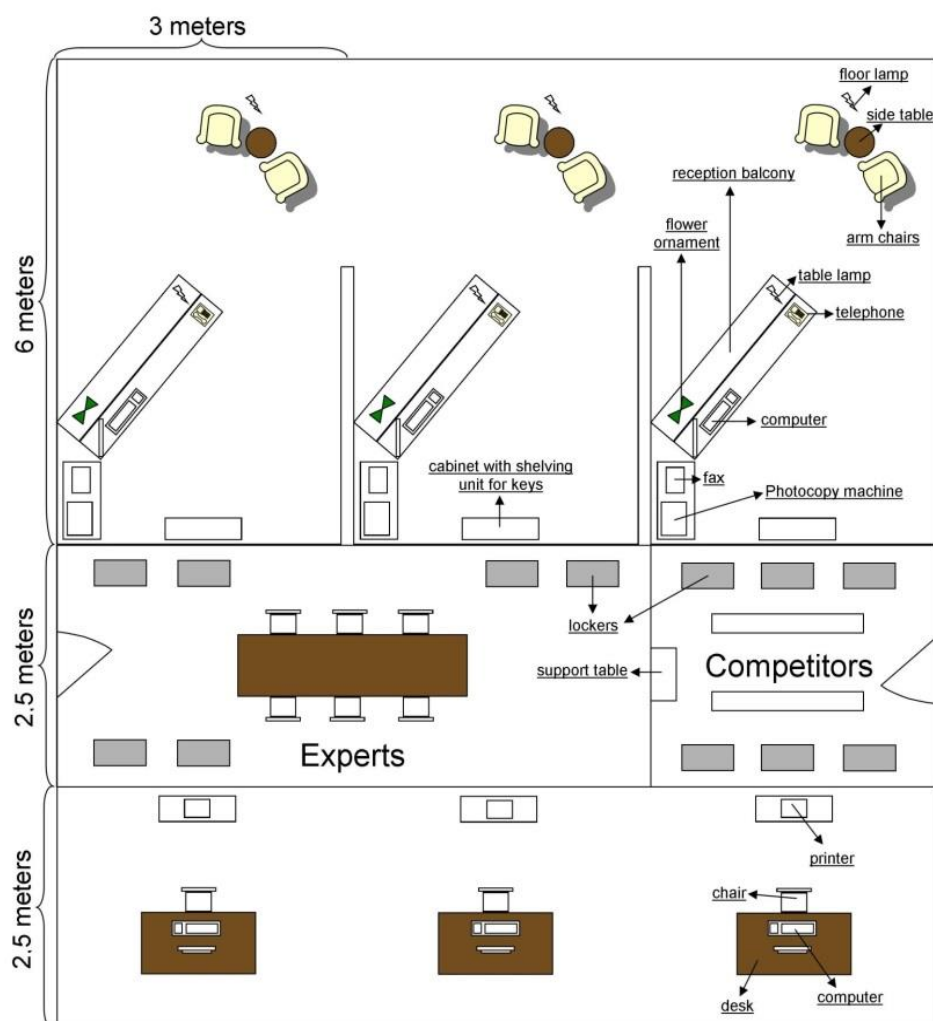 3 meters
floor lamp
side table
reception balcony
flower
ornament
arm chairs
table lamp
telephone
6 meters
computer
cabinet with shelving
unit for keys
fax
Photocopy machine
2.5 meters
lockers
support table
Competitors
Experts
printer
2.5 meters
chair
desk
computer